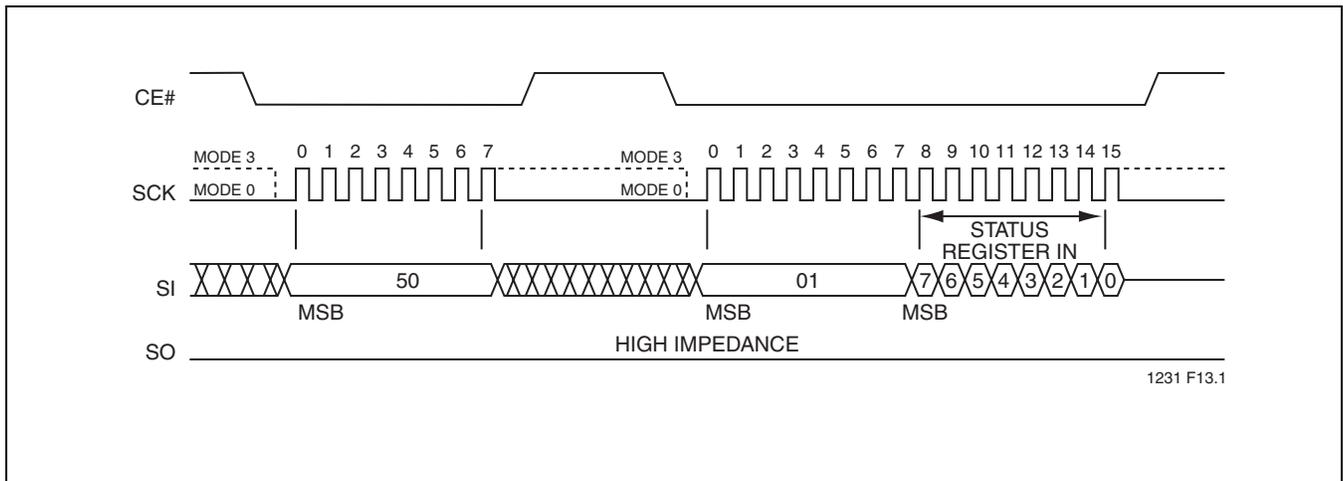 CE#
MODE 3 0 1 2 3 4 5 6 7 MODE 3 0 1 2 3 4 5 6 7 8 9 10 11 12 13 14 15
SCK MODE 0 MODE 0
STATUS
REGISTER IN
SI 50 01 7 6 5 4 3 2 1 0
MSB MSB MSB
SO HIGH IMPEDANCE
1231 F13.1